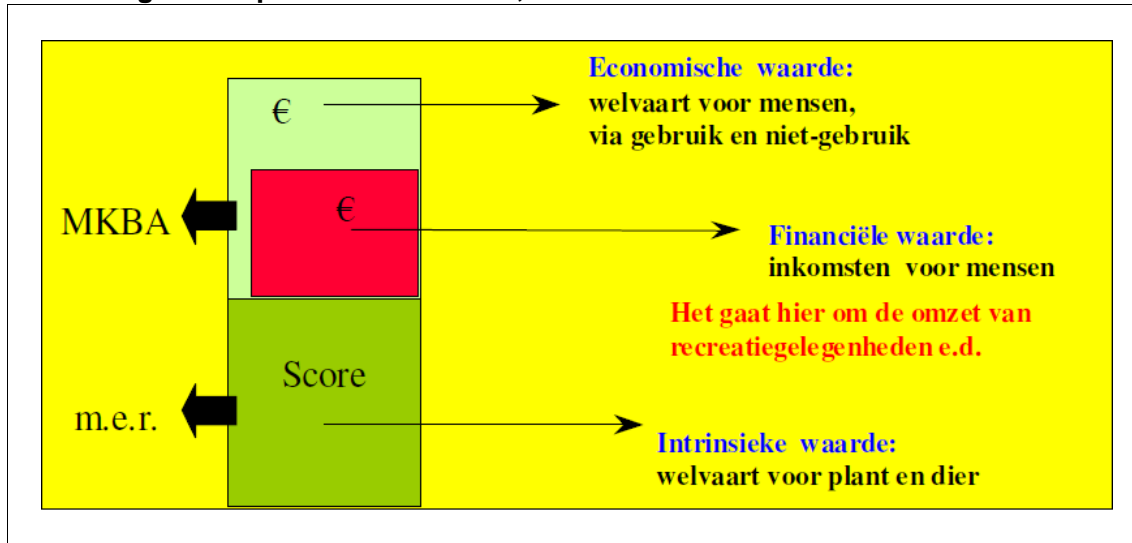 Economische waarde:
€
welvaart voor mensen,
via gebruik en niet-gebruik
MKBA
€
Financiële waarde:
inkomsten voor mensen
Het gaat hier om de omzet van
recreatiegelegenheden e.d.
Score
m.e.r.
Intrinsieke waarde:
welvaart voor plant en dier